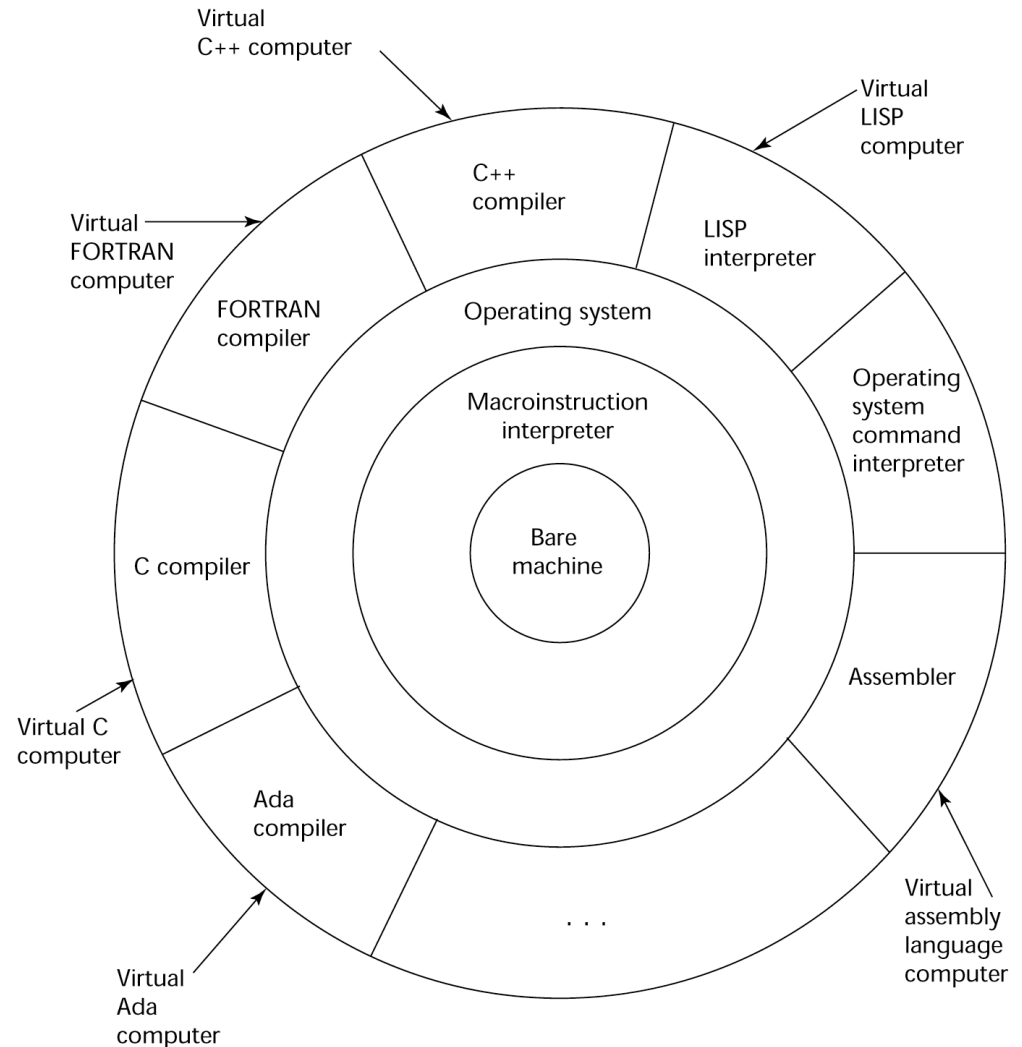 Virtual
C++ computer
Virtual
LISP
computer
C++
compiler
LISP
interpreter
Virtual
FORTRAN
computer
FORTRAN
compiler
Operating system
Operating
system
command
interpreter
Macroinstruction
interpreter
Bare
machine
C compiler
Assembler
Virtual C
computer
Ada
compiler
Virtual
assembly
language
computer
. . .
Virtual
Ada
computer